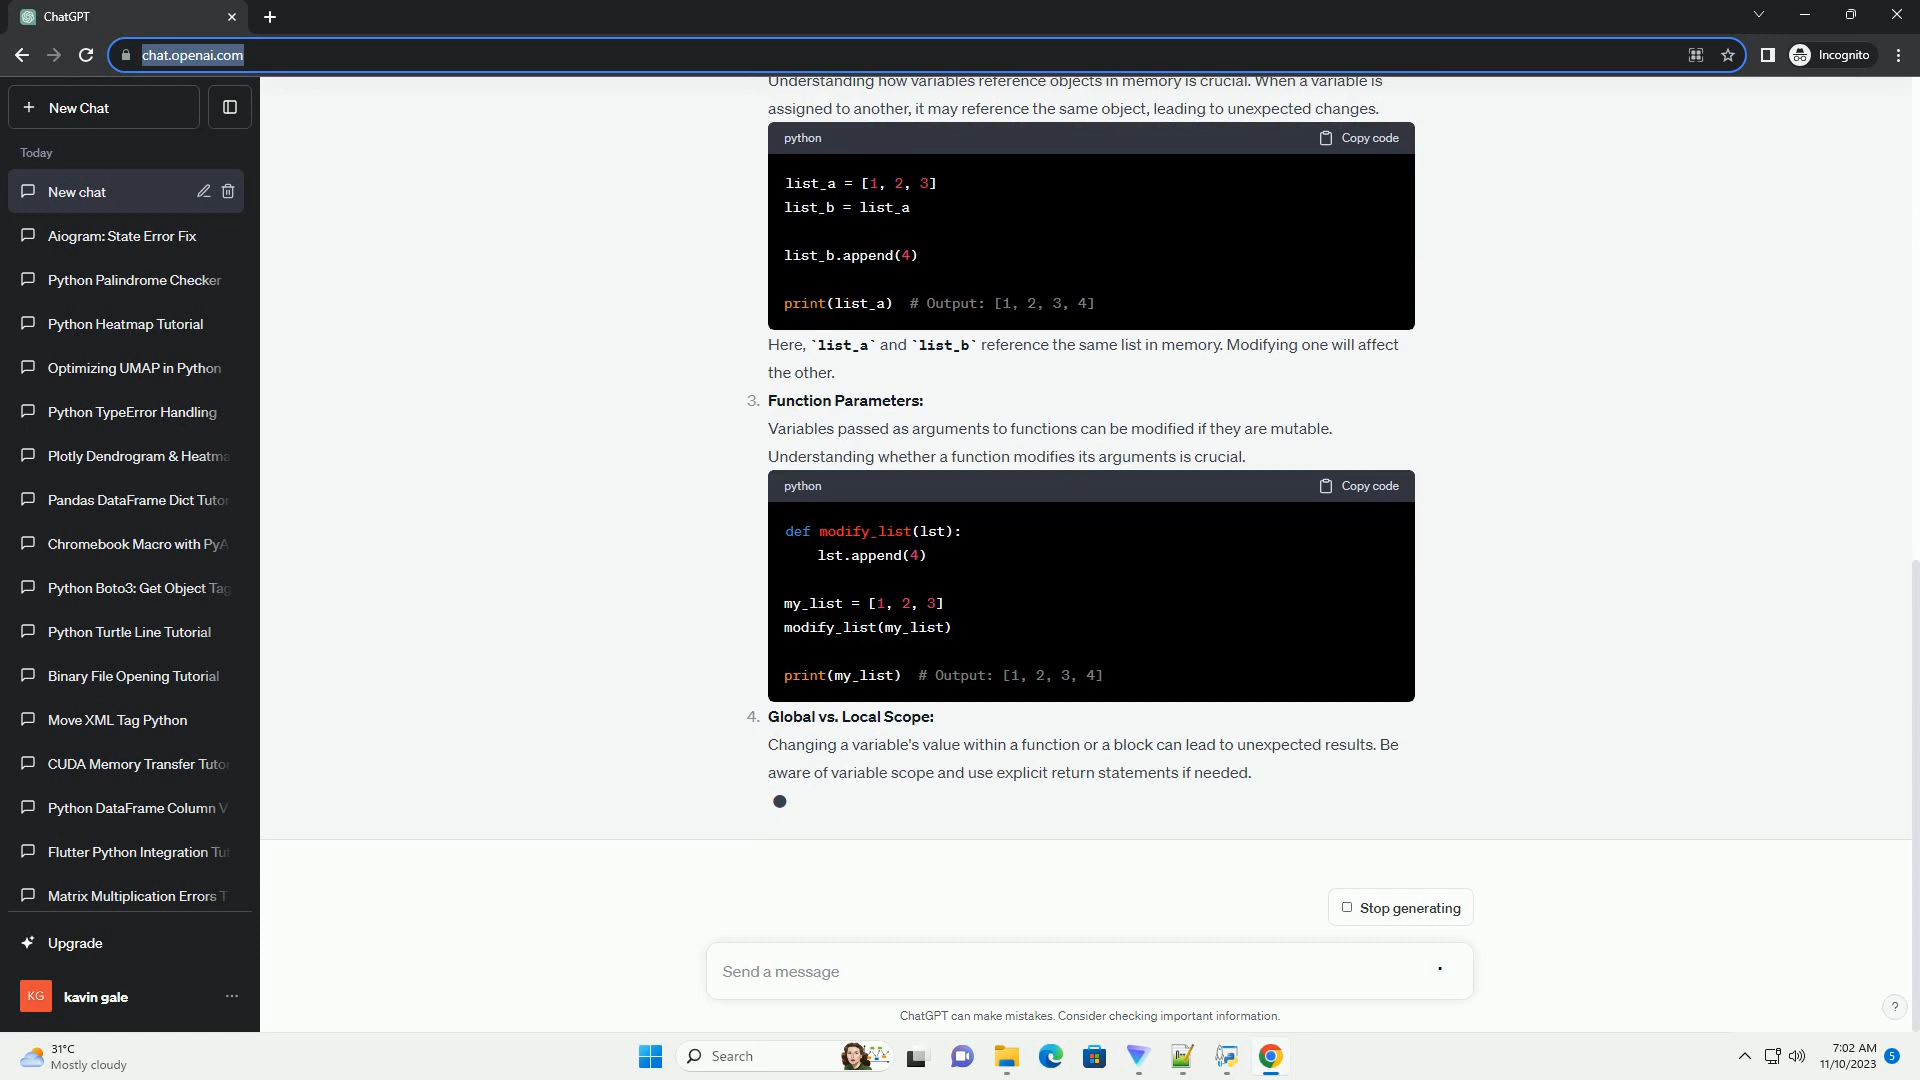 ChatGPT
chat.openai.com
Incognito
New Chat
Today
New chat
Aiogram: State Error Fix
Python Palindrome Checker
Python Heatmap Tutorial
Optimizing UMAP in Python
Python TypeError Handling
Plotly Dendrogram & Heatma
Pandas DataFrame Dict Tutor
Chromebook Macro with PyA
Python Boto3: Get Object Tag
Python Turtle Line Tutorial
Binary File Opening Tutorial
Move XML Tag Python
CUDA Memory Transfer Tutor
Python DataFrame Column V
Flutter Python Integration Tut
Matrix Multiplication Errors T
Upgrade
KG kavin gale
Understanding how variables reference objects in memory is crucial. When a variable is
assigned to another, it may reference the same object, leading to unexpected changes.
python Copy code
list_a = [1, 2, 3]
list_b = list_a
list_b.append(4)
print(list_a)  # Output: [1, 2, 3, 4]
Here, `list_a` and `list_b` reference the same list in memory. Modifying one will affect
the other.
3. Function Parameters:
Variables passed as arguments to functions can be modified if they are mutable.
Understanding whether a function modifies its arguments is crucial.
python Copy code
def modify_list(lst):
    lst.append(4)
my_list = [1, 2, 3]
modify_list(my_list)
print(my_list)  # Output: [1, 2, 3, 4]
4. Global vs. Local Scope:
Changing a variable's value within a function or a block can lead to unexpected results. Be
aware of variable scope and use explicit return statements if needed.
Stop generating
Send a message
ChatGPT can make mistakes. Consider checking important information.
?
31°C
Mostly cloudy
Search
7:02 AM
11/10/2023
5